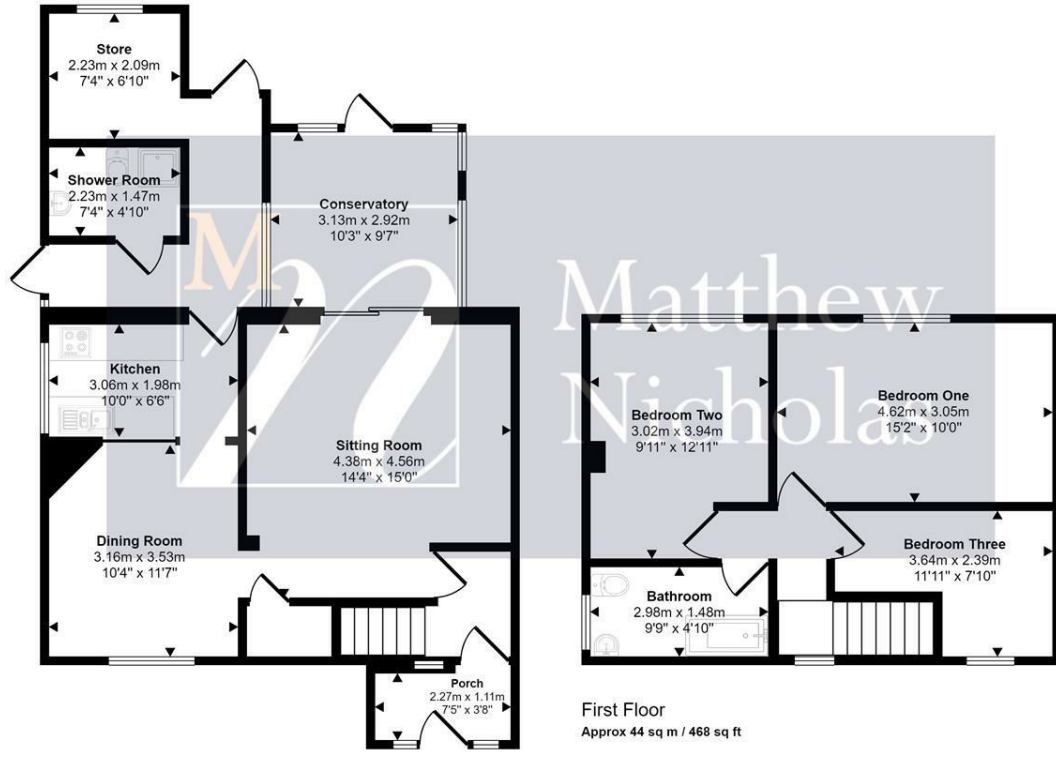 Store
2.23m x 2.09m
7'4" x 6'10"
Shower Room
2.23m x 1.47m
7'4" x 4'10"
Conservatory
3.13m x 2.92m
10'3" x 9'7"
M
n
Matthew
Nicholas
Kitchen
3.06m x 1.98m
10'0" x 6'6"
Sitting Room
4.38m x 4.56m
14'4" x 15'0"
Dining Room
3.16m x 3.53m
10'4" x 11'7"
Porch
2.27m x 1.11m
7'5" x 3'8"
Bedroom Two
3.02m x 3.94m
9'11" x 12'11"
Bedroom One
4.62m x 3.05m
15'2" x 10'0"
Bedroom Three
3.64m x 2.39m
11'11" x 7'10"
Bathroom
2.98m x 1.48m
9'9" x 4'10"
First Floor
Approx 44 sq m / 468 sq ft